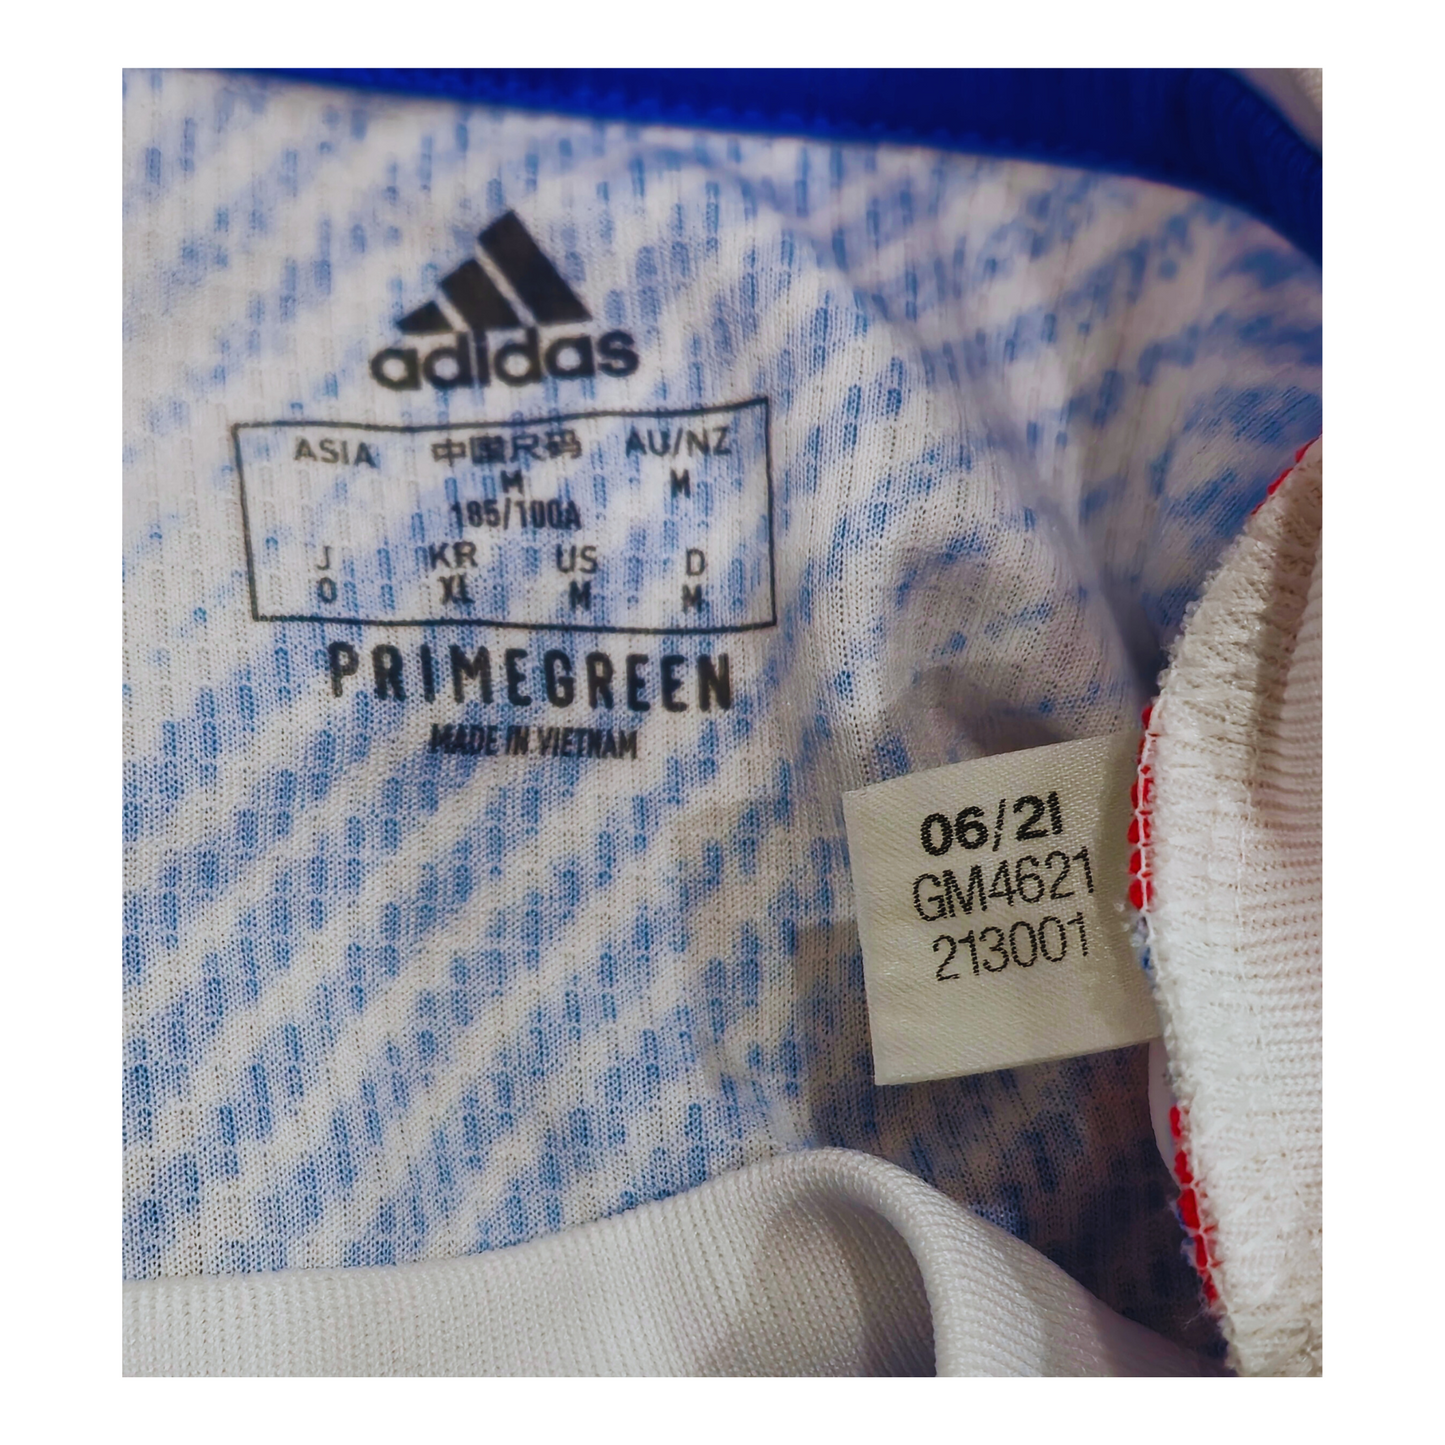 adidas
ASIA 中国尺码 AU/NZ
M M
185/100A
J KR US D
O XL M M
PRIMEGREEN
MADE IN VIETNAM
06/21
GM4621
213001